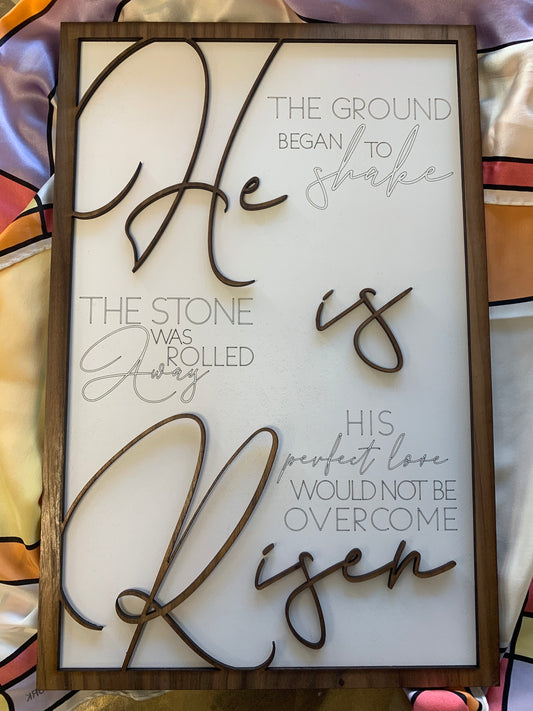 He
THE GROUND
BEGAN TO
shake
is
THE STONE
WAS
ROLLED
Away
HIS
perfect love
WOULD NOT BE
OVERCOME
Risen